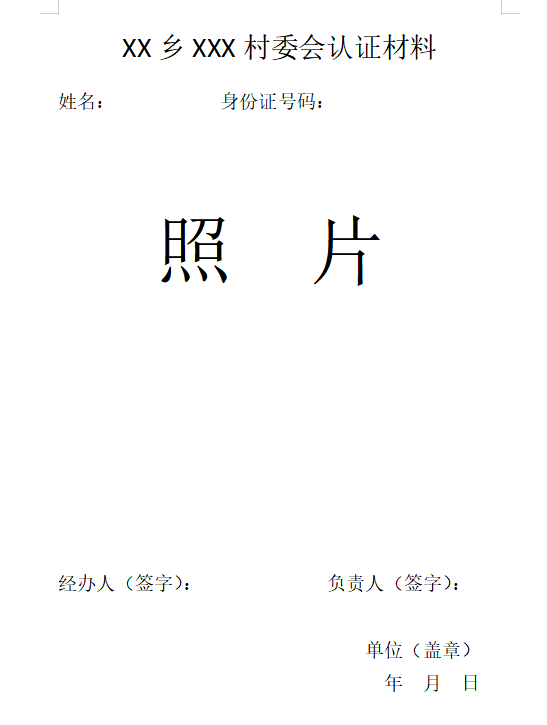 XX 乡 XXX 村委会认证材料
姓名： 身份证号码：
照 片
经办人（签字）： 负责人（签字）：
单位（盖章）
年 月 日